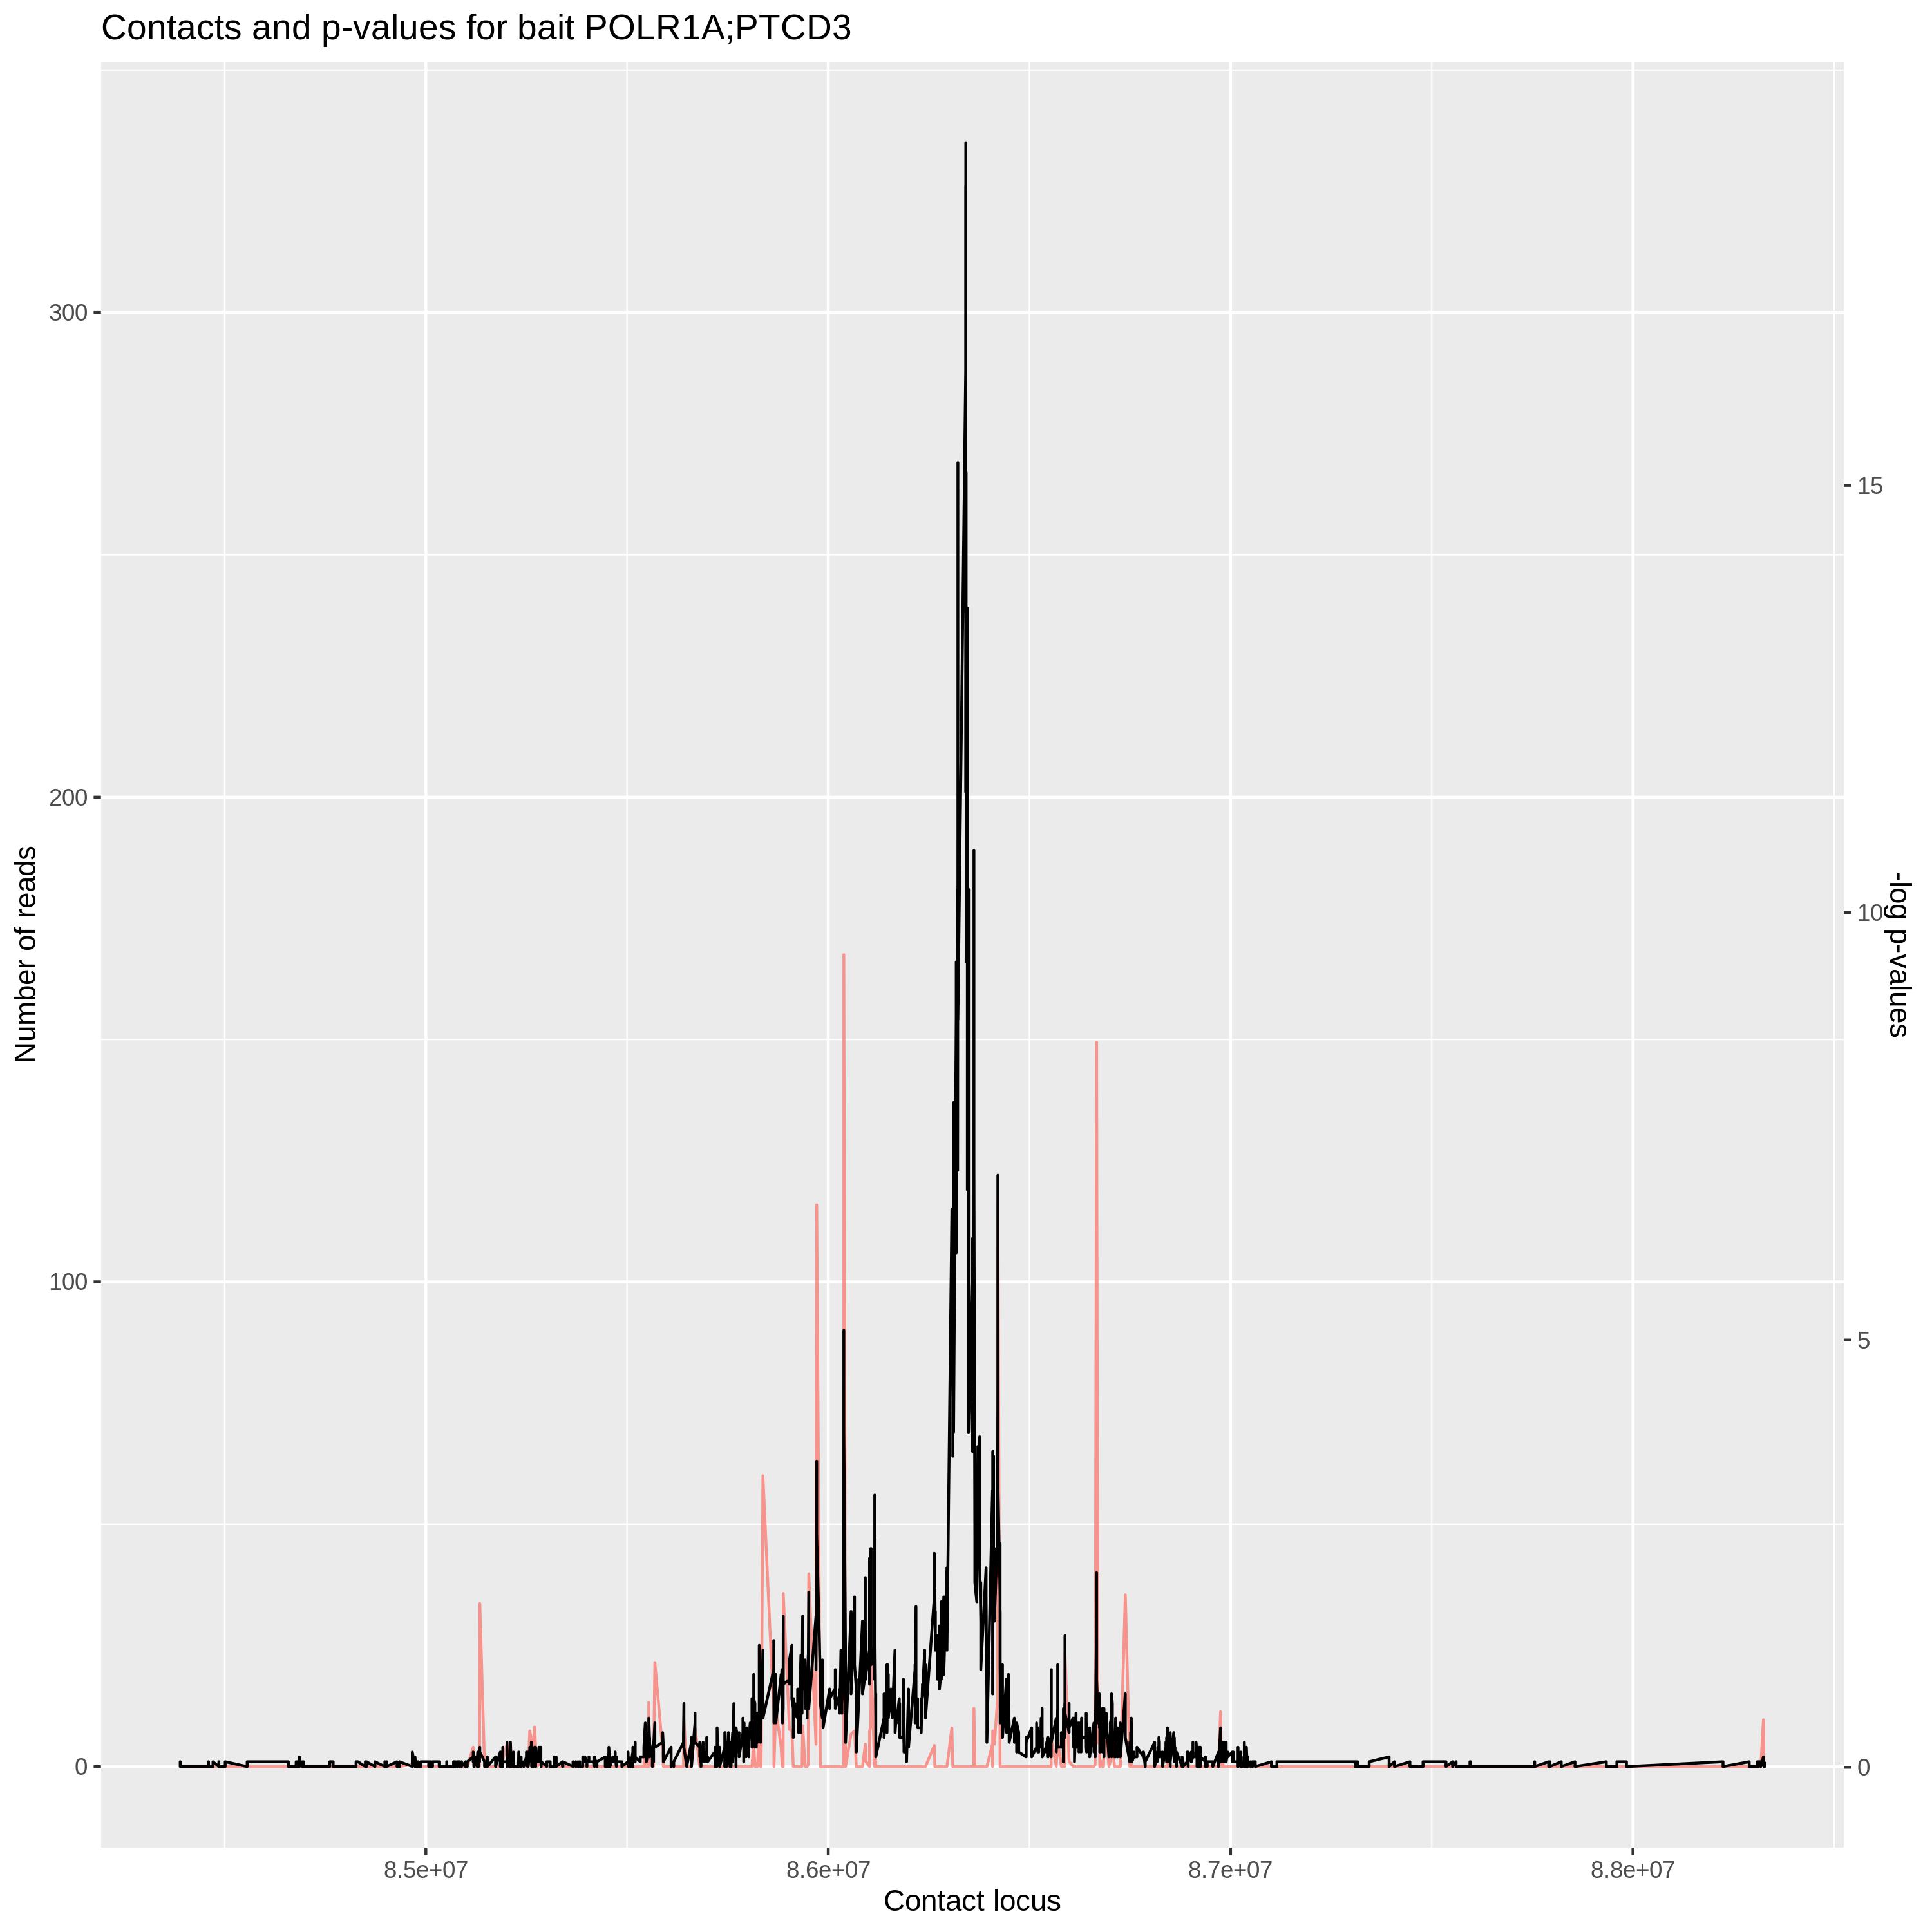 Contacts and p-values for bait POLR1A;PTCD3
300
200
100
0
Number of reads
15
10
5
0
-log p-values
8.5e+07
8.6e+07
8.7e+07
8.8e+07
Contact locus